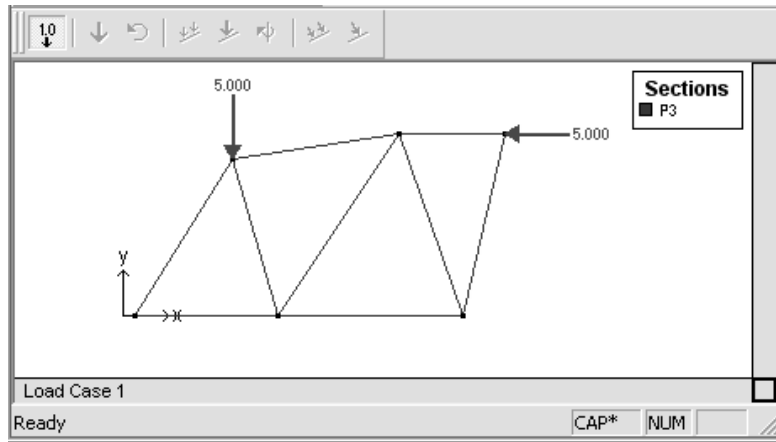 1.0
5.000
Sections
P3
5.000
y
x
Load Case 1
Ready
CAP*
NUM